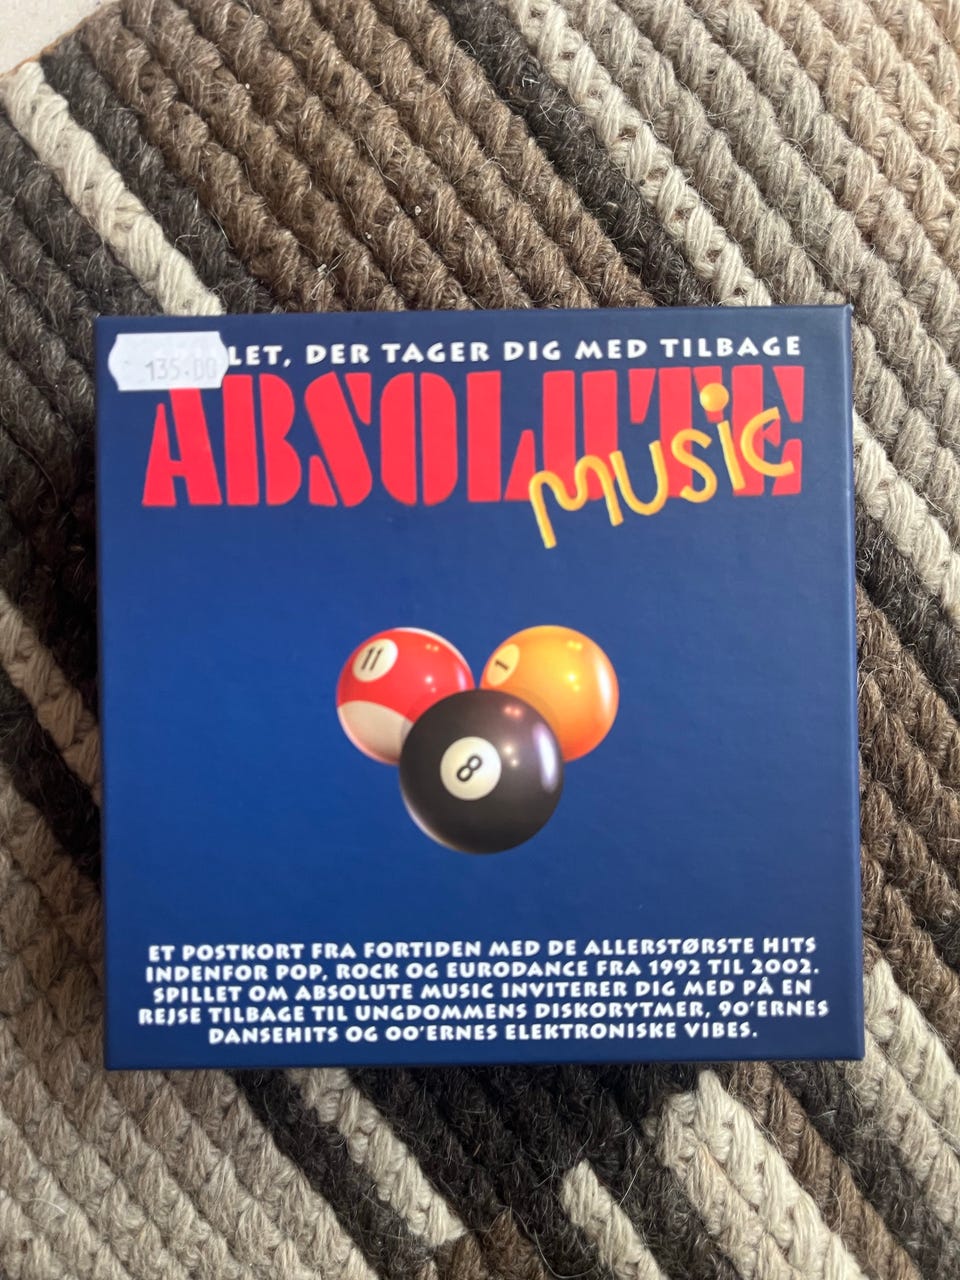 135.00
LET, DER TAGER DIG MED TILBAGE
ABSOLUTE
MUSIC
11
1
8
ET POSTKORT FRA FORTIDEN MED DE ALLERSTØRSTE HITS
INDENFOR POP, ROCK OG EURODANCE FRA 1992 TIL 2002.
SPILLET OM ABSOLUTE MUSIC INVITERER DIG MED PÅ EN
REJSE TILBAGE TIL UNGDOMMENS DISKORYTMER, 90'ERNES
DANSEHITS OG 00'ERNES ELEKTRONISKE VIBES.